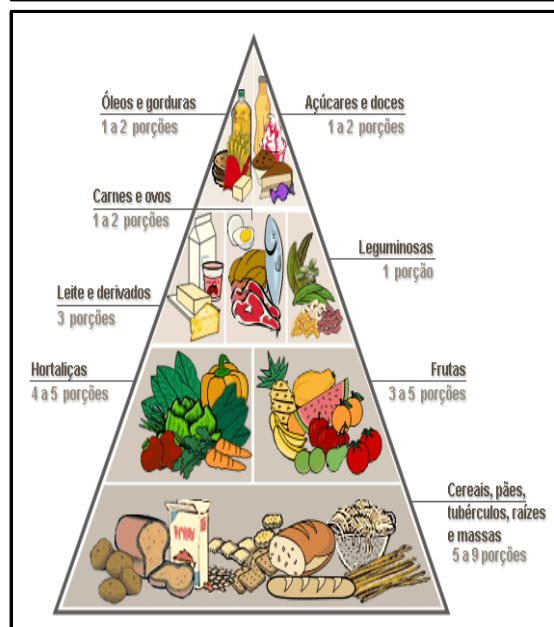 Óleos e gorduras
1 a 2 porções
Açúcares e doces
1 a 2 porções
Carnes e ovos
1 a 2 porções
Leguminosas
1 porção
Leite e derivados
3 porções
Hortaliças
4 a 5 porções
Frutas
3 a 5 porções
Cereais, pães,
tubérculos, raízes
e massas
5 a 9 porções